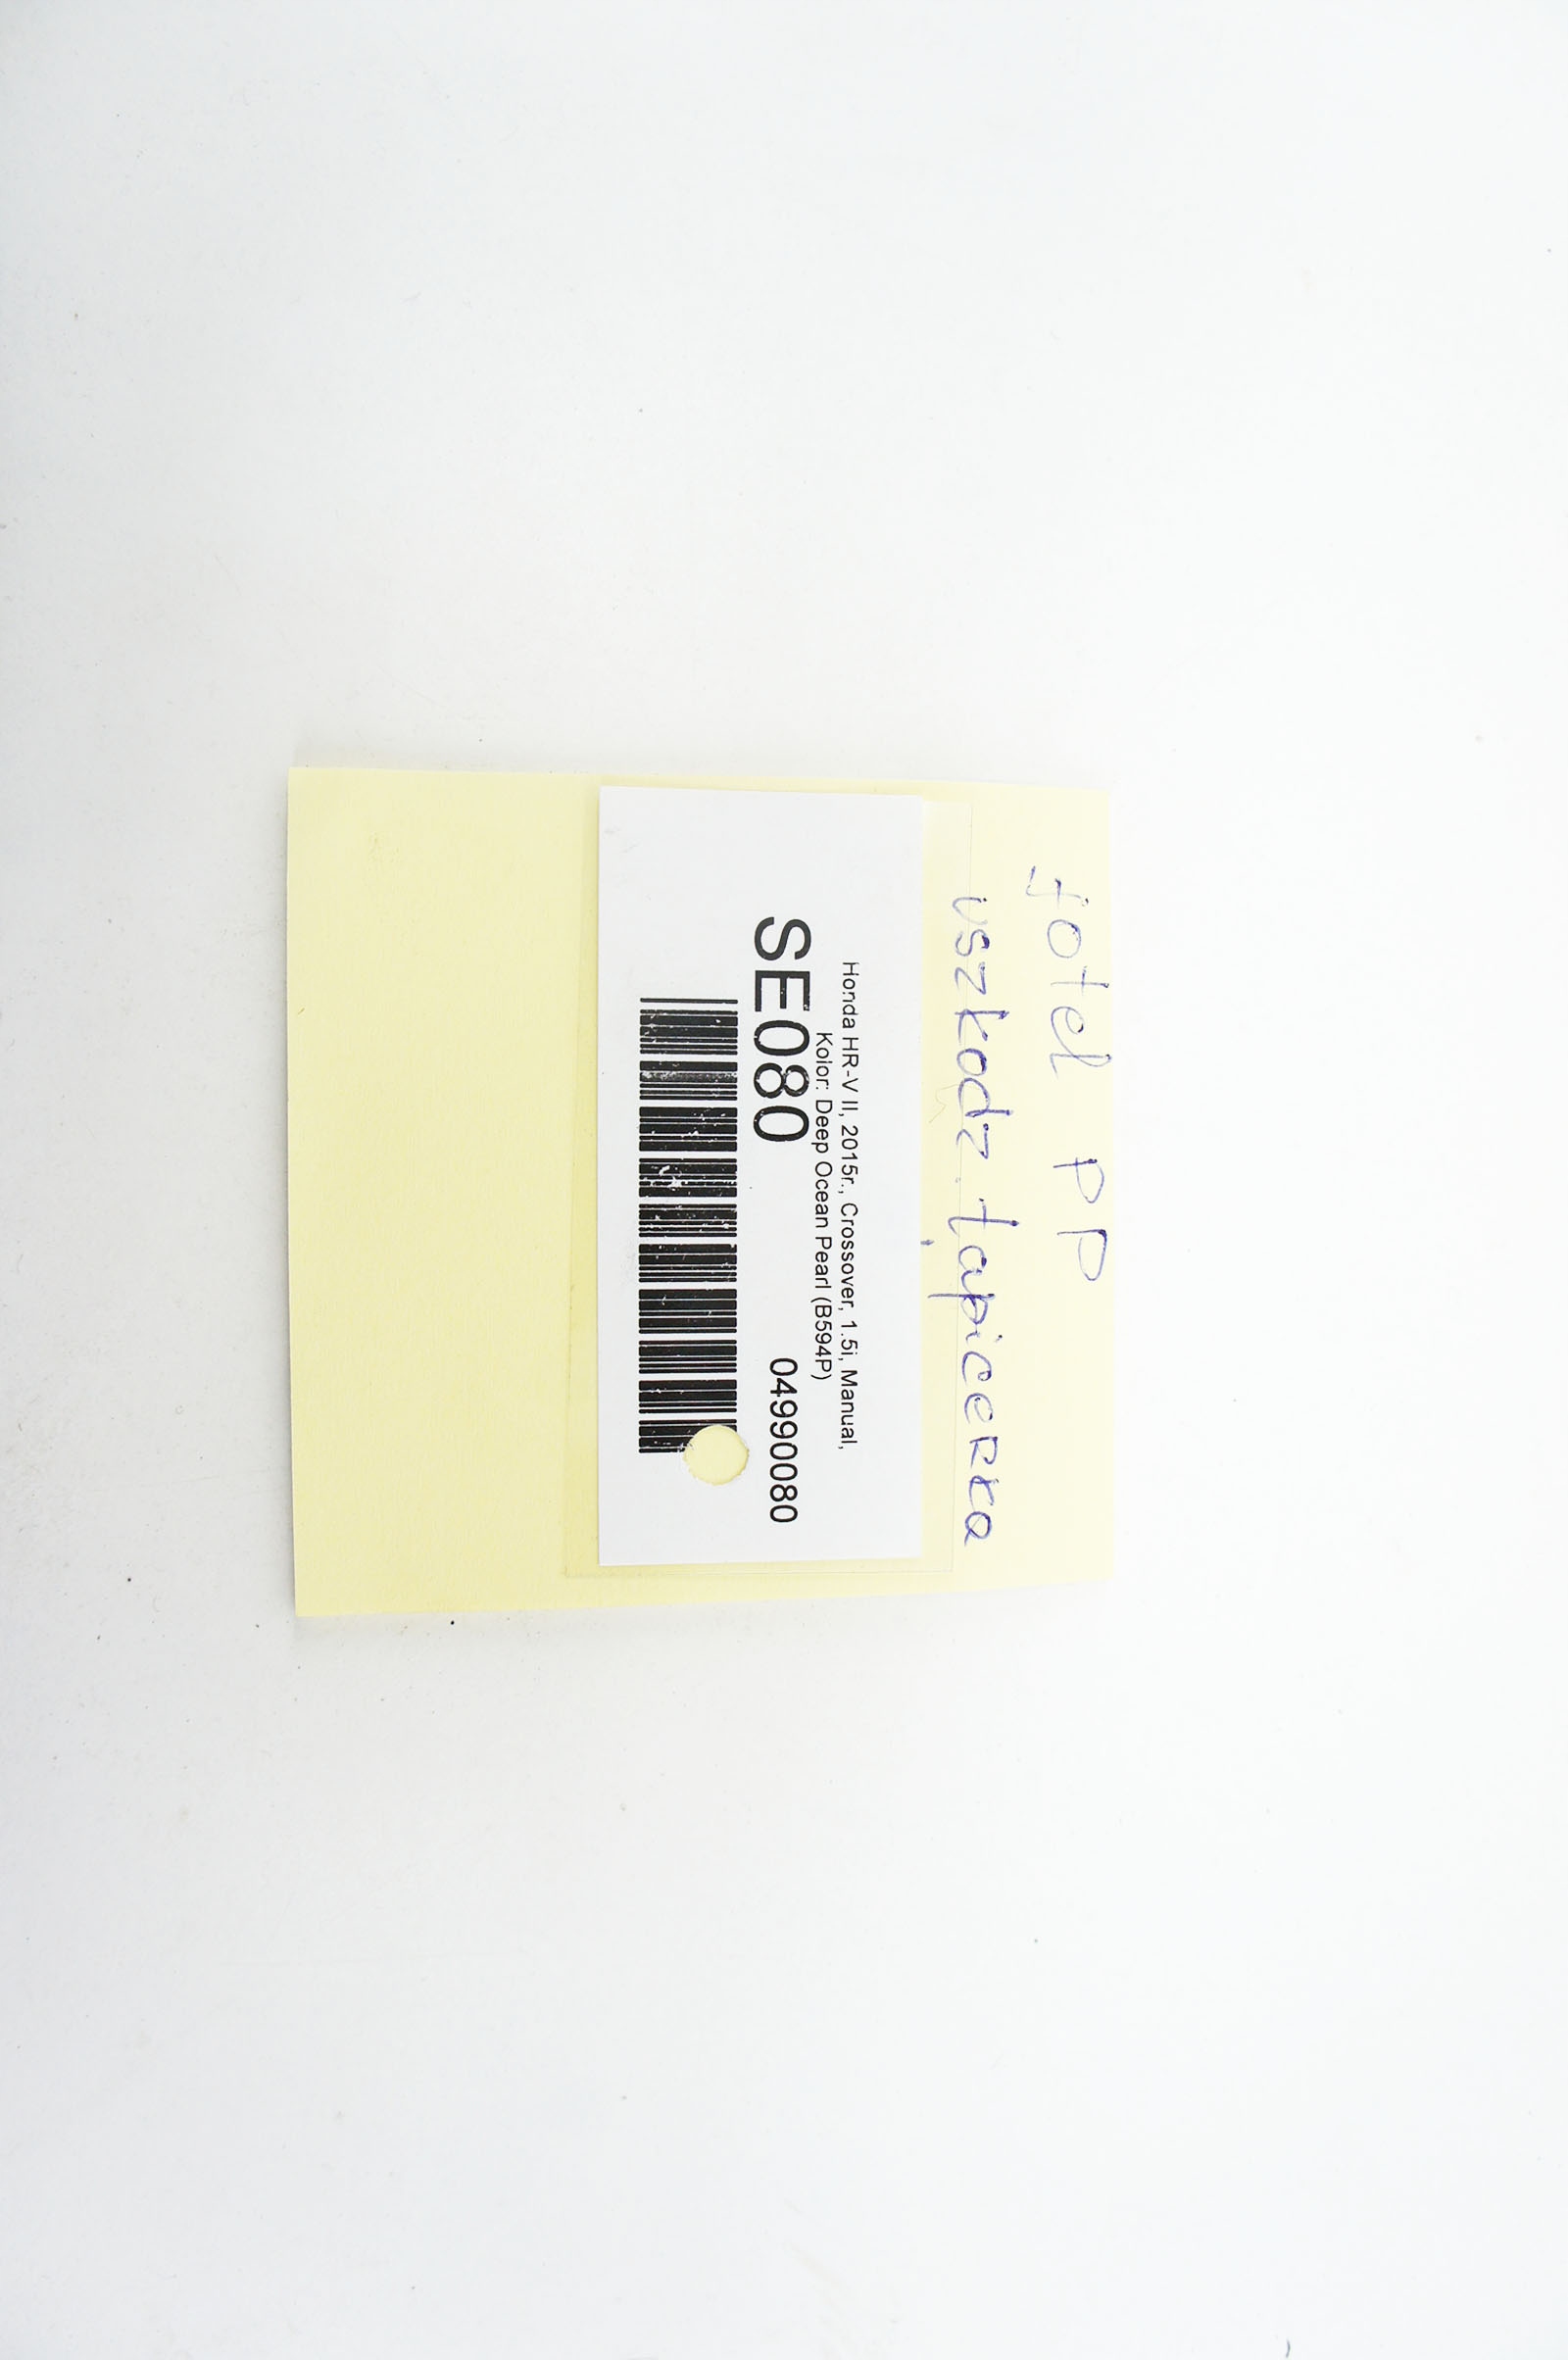 fotel PP
uszkodz. tapicerka
Honda HR-V II, 2015r., Crossover, 1.5i, Manual,
Kolor: Deep Ocean Pearl (B594P)
SE080 04990080